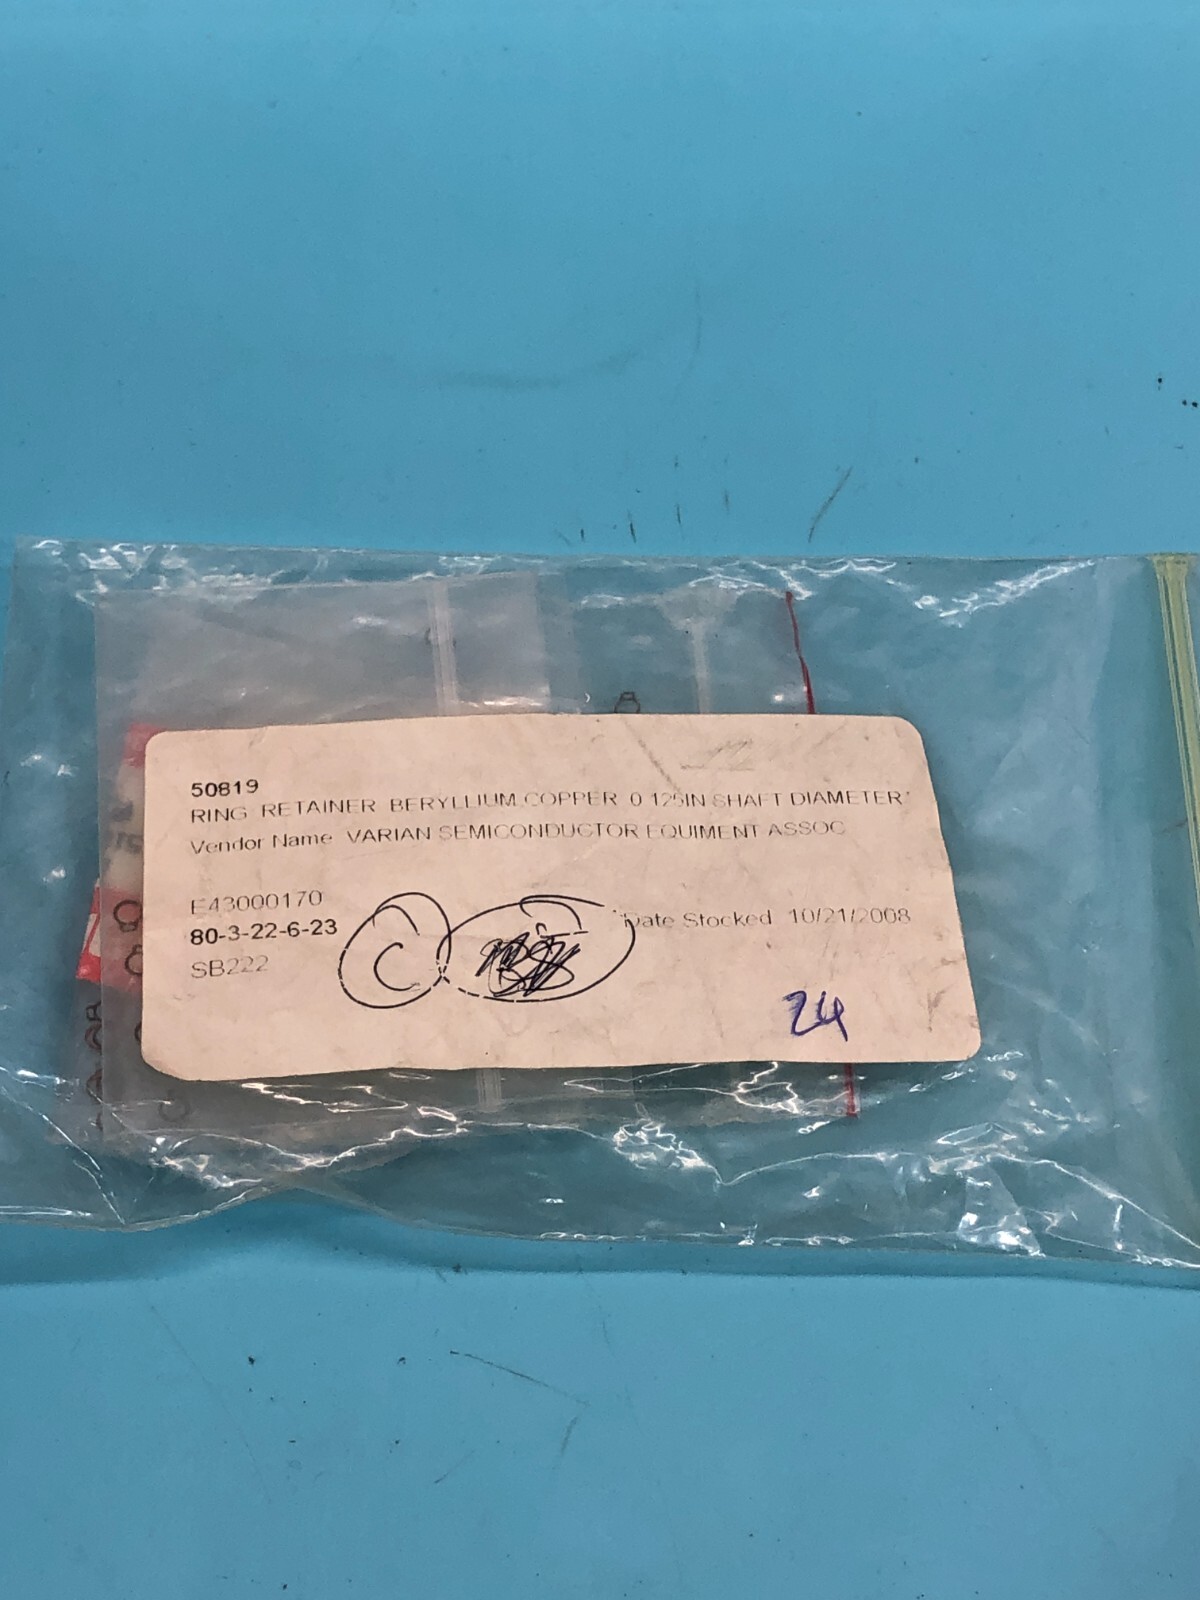 50819
RING RETAINER BERYLLIUM COPPER 0.125IN SHAFT DIAMETER
Vendor Name VARIAN SEMICONDUCTOR EQUIMENT ASSOC
E43000170
80-3-22-6-23
Date Stocked 10/21/2008
SB222
C
24